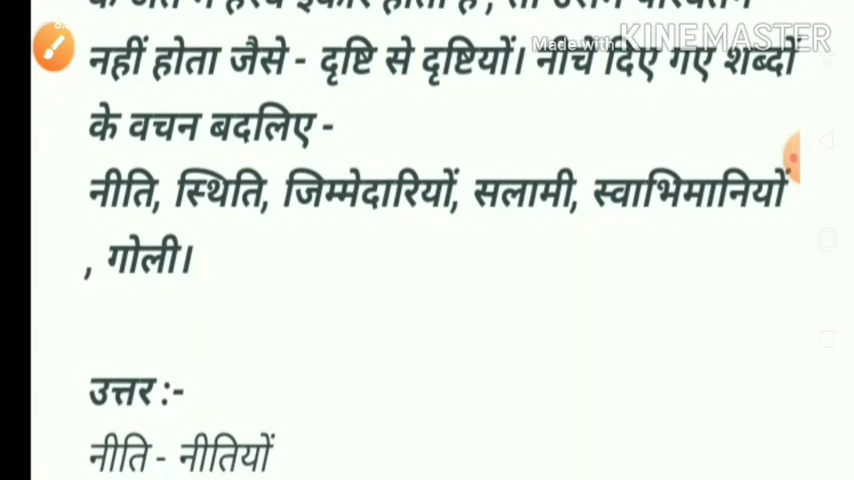 नहीं होता जैसे - दृष्टि से दृष्टियों। नीचे दिए गए शब्दों
Made with KINEMASTER
के वचन बदलिए -
नीति, स्थिति, जिम्मेदारियों, सलामी, स्वाभिमानियों
, गोली।
उत्तर :-
नीति - नीतियों